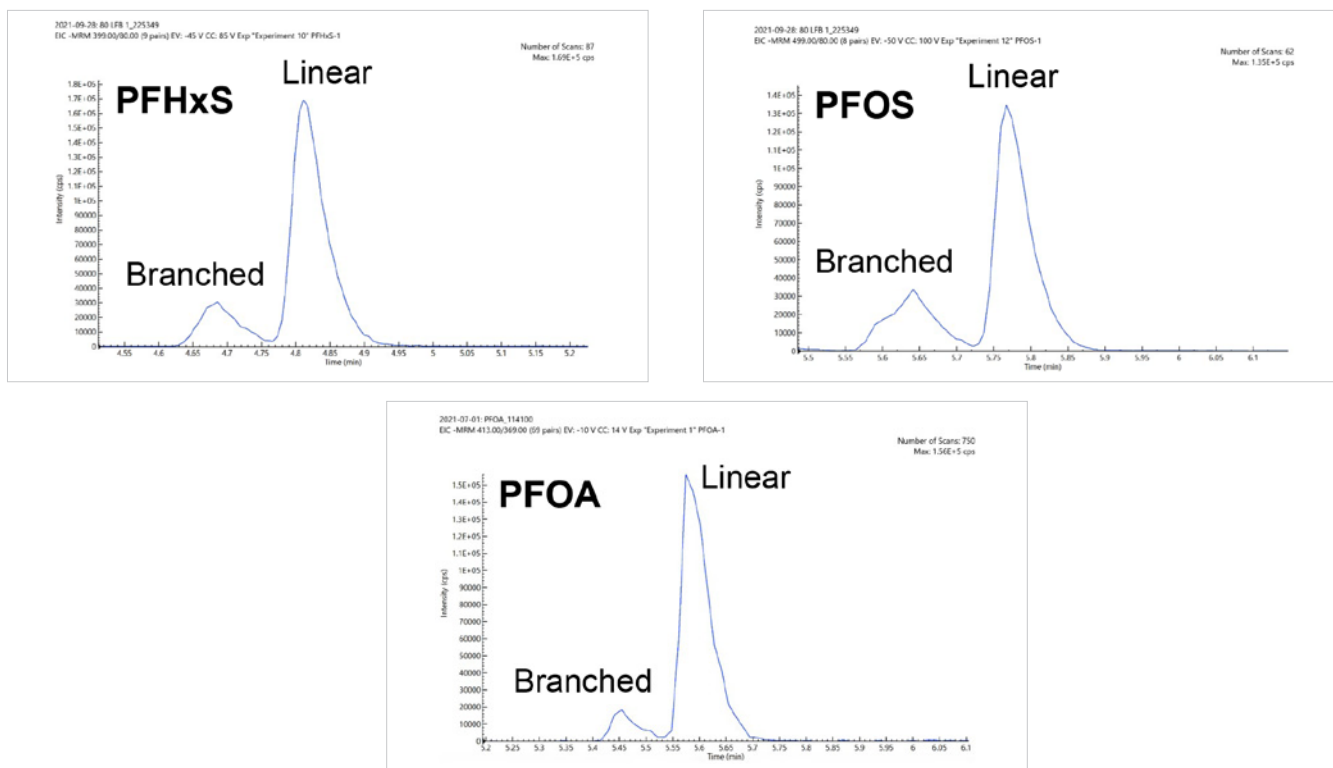 2021-09-28: 80 LFB 1_225349
EIC -MRM 399.00/80.00 (9 pairs) EV: -45 V CC: 85 V Exp "Experiment 10" PFHxS-1
Number of Scans: 87
Max: 1.69E+5 cps
PFHxS
Linear
Branched
Intensity (cps)
1.8E+05
1.7E+05
1.6E+05
1.5E+05
1.4E+05
1.3E+05
1.2E+05
1.1E+05
1E+05
90000
80000
70000
60000
50000
40000
30000
20000
10000
0
4.55 4.6 4.65 4.7 4.75 4.8 4.85 4.9 4.95 5 5.05 5.1 5.15 5.2
Time (min)
2021-09-28: 80 LFB 1_225349
EIC -MRM 499.00/80.00 (8 pairs) EV: -50 V CC: 100 V Exp "Experiment 12" PFOS-1
Number of Scans: 62
Max: 1.35E+5 cps
PFOS
Linear
Branched
Intensity (cps)
1.4E+05
1.3E+05
1.2E+05
1.1E+05
1E+05
90000
80000
70000
60000
50000
40000
30000
20000
10000
0
5.5 5.55 5.6 5.65 5.7 5.75 5.8 5.85 5.9 5.95 6 6.05 6.1
Time (min)
2021-07-01: PFOA_114100
EIC -MRM 413.00/369.00 (59 pairs) EV: -10 V CC: 14 V Exp "Experiment 1" PFOA-1
Number of Scans: 750
Max: 1.56E+5 cps
PFOA
Linear
Branched
Intensity (cps)
1.5E+05
1.4E+05
1.3E+05
1.2E+05
1.1E+05
1E+05
90000
80000
70000
60000
50000
40000
30000
20000
10000
0
5.2 5.25 5.3 5.35 5.4 5.45 5.5 5.55 5.6 5.65 5.7 5.75 5.8 5.85 5.9 5.95 6 6.05 6.1
Time (min)